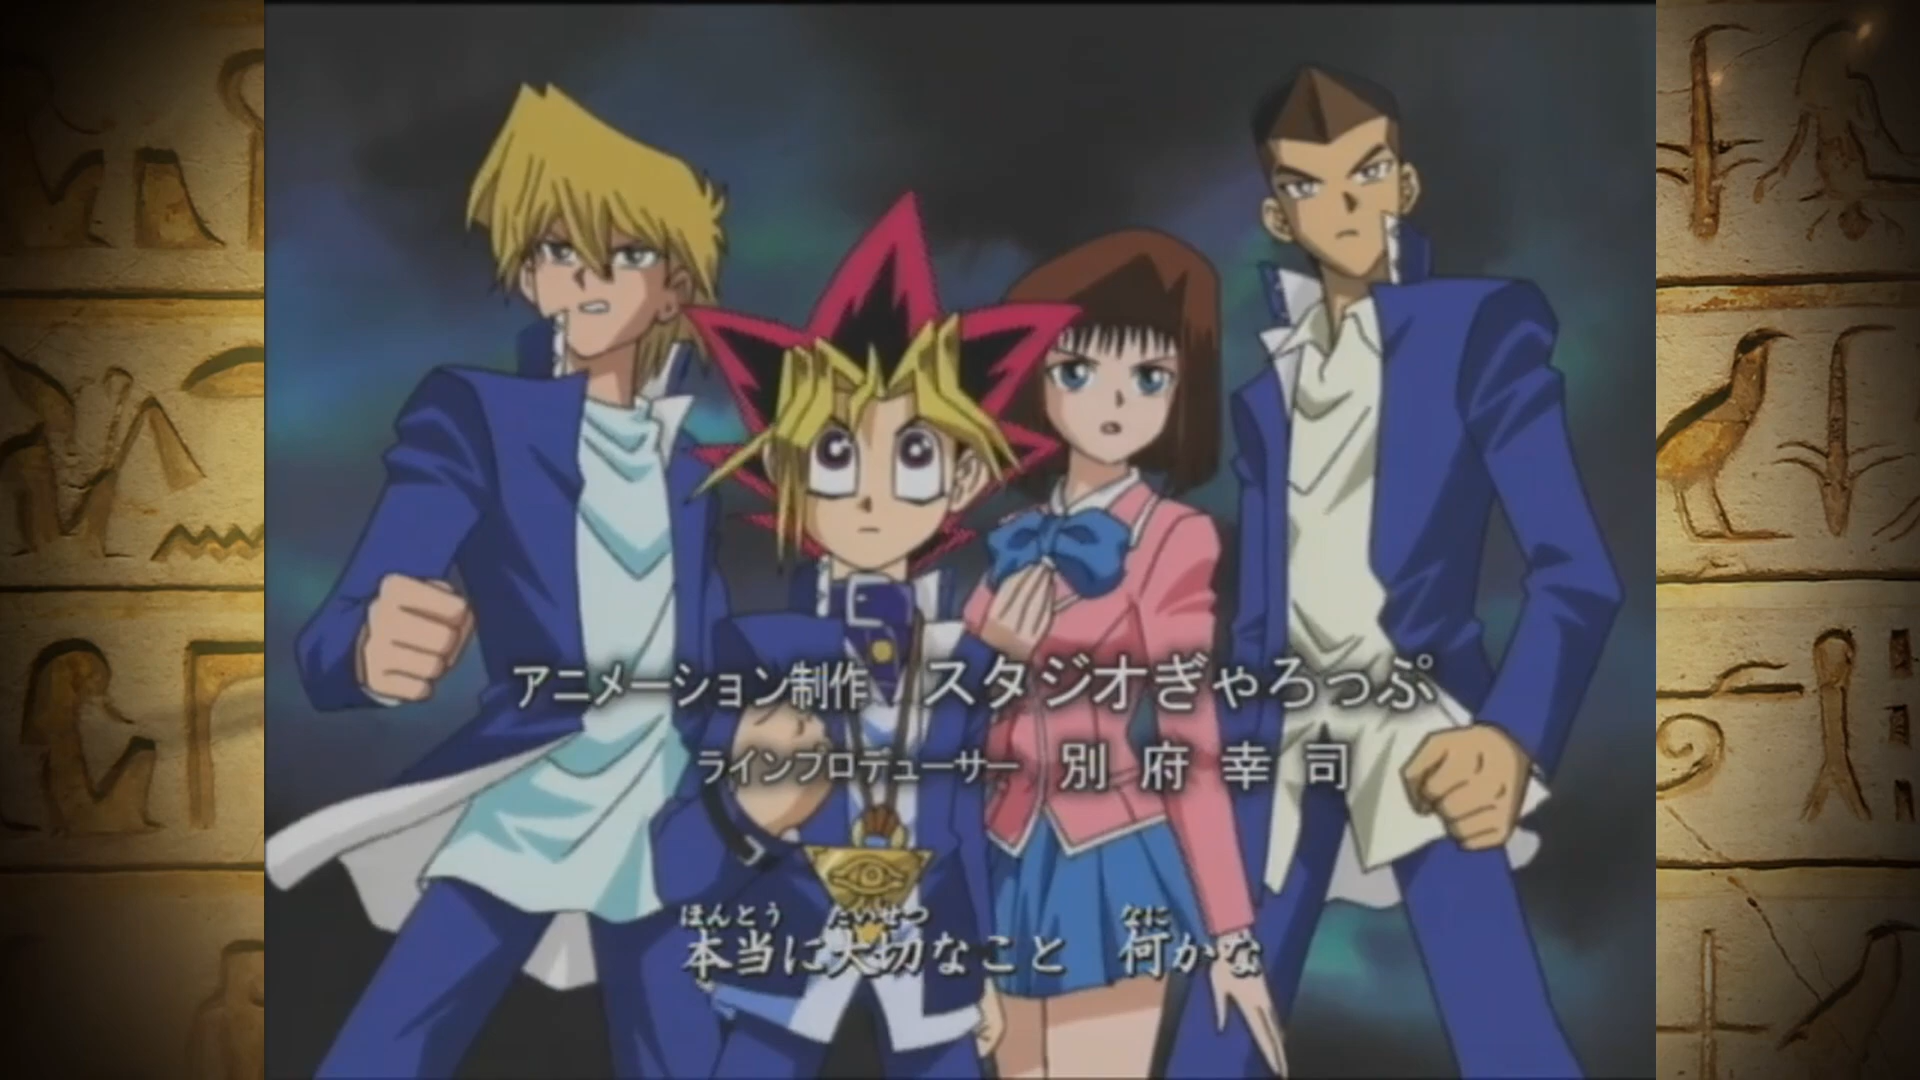 アニメーション制作 スタジオぎゃろっぷ
ラインプロデューサー 別府幸司
ほんとう たいせつ なに
本当に大切なこと 何かな